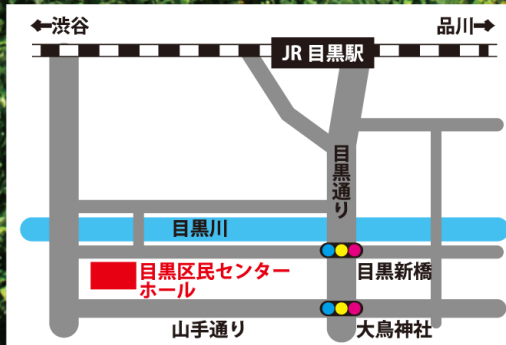 ←渋谷
品川→
JR 目黒駅
目黒通り
目黒川
目黒区民センター
ホール
目黒新橋
山手通り
大鳥神社